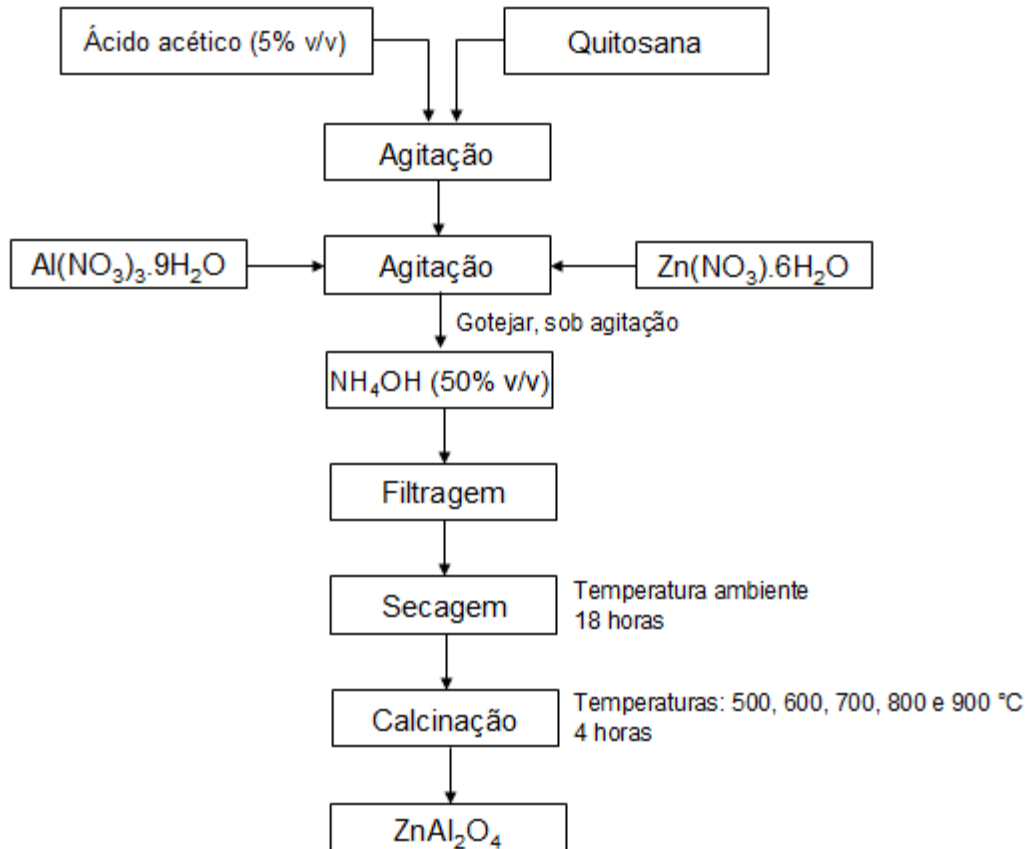 Ácido acético (5% v/v)
Quitosana
Agitação
Al(NO₃)₃.9H₂O
Agitação
Zn(NO₃).6H₂O
Gotejar, sob agitação
NH₄OH (50% v/v)
Filtragem
Secagem
Temperatura ambiente
18 horas
Calcinação
Temperaturas: 500, 600, 700, 800 e 900 °C
4 horas
ZnAl₂O₄